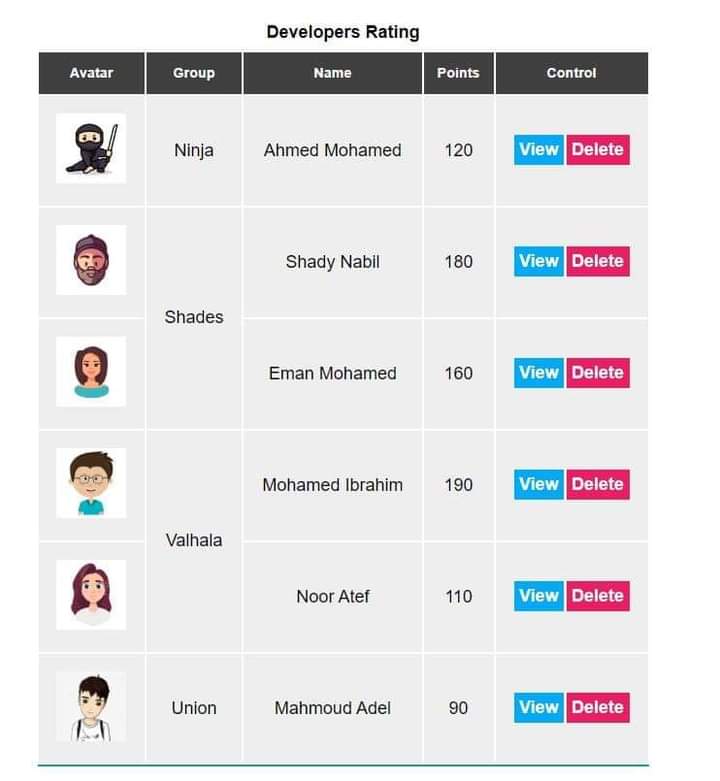 Developers Rating
Avatar Group Name Points Control
Ninja Ahmed Mohamed 120 View Delete
Shady Nabil 180 View Delete
Shades
Eman Mohamed 160 View Delete
Mohamed Ibrahim 190 View Delete
Valhala
Noor Atef 110 View Delete
Union Mahmoud Adel 90 View Delete